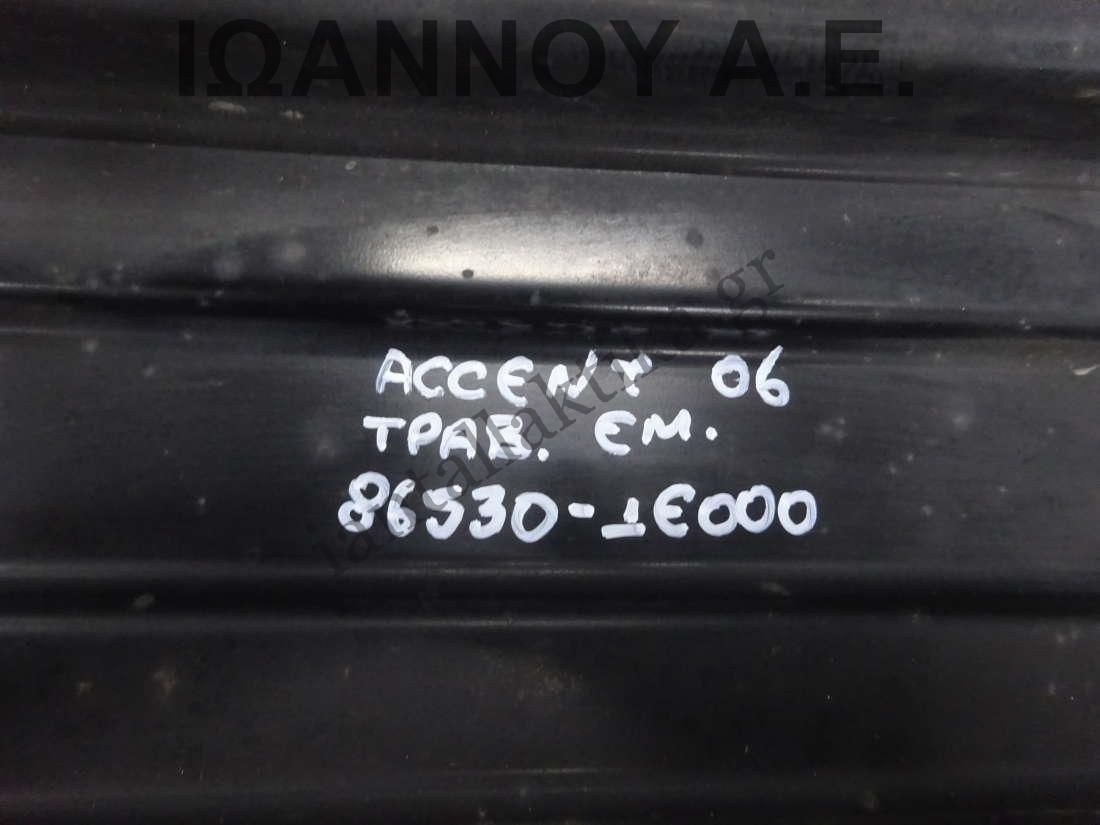 ΙΩΑΝΝΟΥ Α.Ε.
ACCENT 06
ΤΡΑΒ. ΕΜ.
86530-1E000